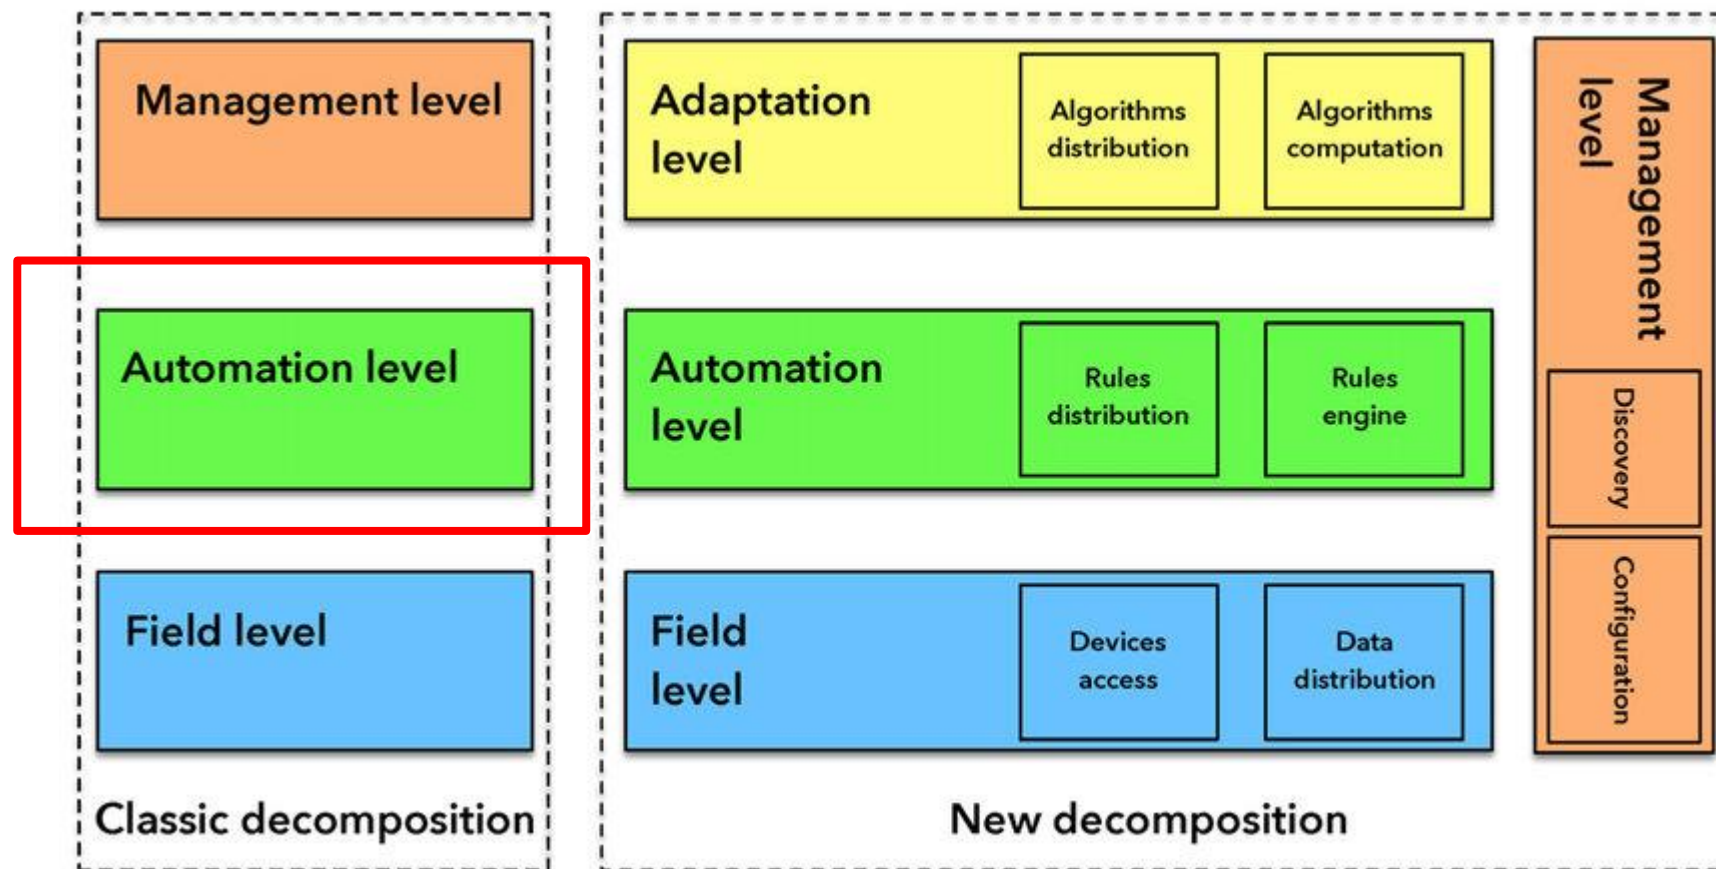 Management level
Automation level
Field level
Classic decomposition
Adaptation
level
Algorithms
distribution
Algorithms
computation
Automation
level
Rules
distribution
Rules
engine
Field
level
Devices
access
Data
distribution
Management
level
Discovery
Configuration
New decomposition